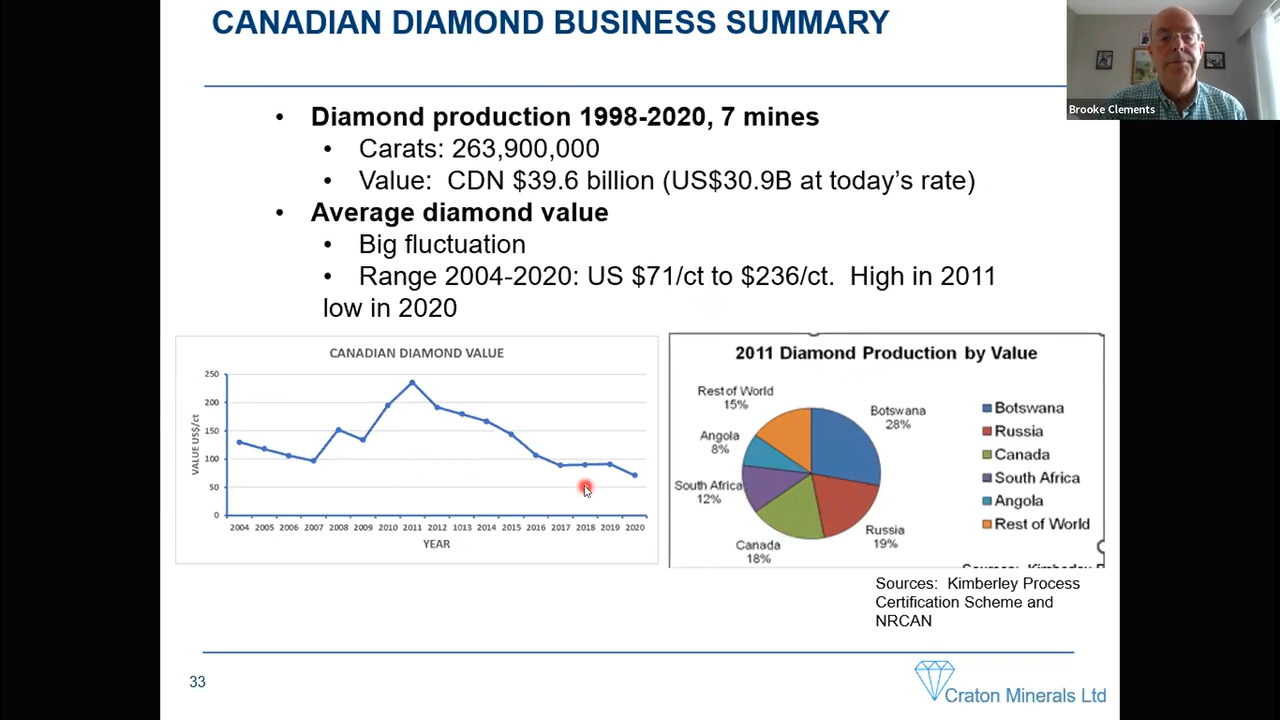 CANADIAN DIAMOND BUSINESS SUMMARY
Brooke Clements
• Diamond production 1998-2020, 7 mines
• Carats: 263,900,000
• Value: CDN $39.6 billion (US$30.9B at today's rate)
• Average diamond value
• Big fluctuation
• Range 2004-2020: US $71/ct to $236/ct. High in 2011
low in 2020
CANADIAN DIAMOND VALUE
250
200
150
100
50
0
VALUE US$/ct
2004 2005 2006 2007 2008 2009 2010 2011 2012 1013 2014 2015 2016 2017 2018 2019 2020
YEAR
2011 Diamond Production by Value
Rest of World
15%
Botswana
28%
Angola
8%
South Africa
12%
Canada
18%
Russia
19%
Botswana
Russia
Canada
South Africa
Angola
Rest of World
Sources: Kimberley Process
Certification Scheme and
NRCAN
33
Craton Minerals Ltd